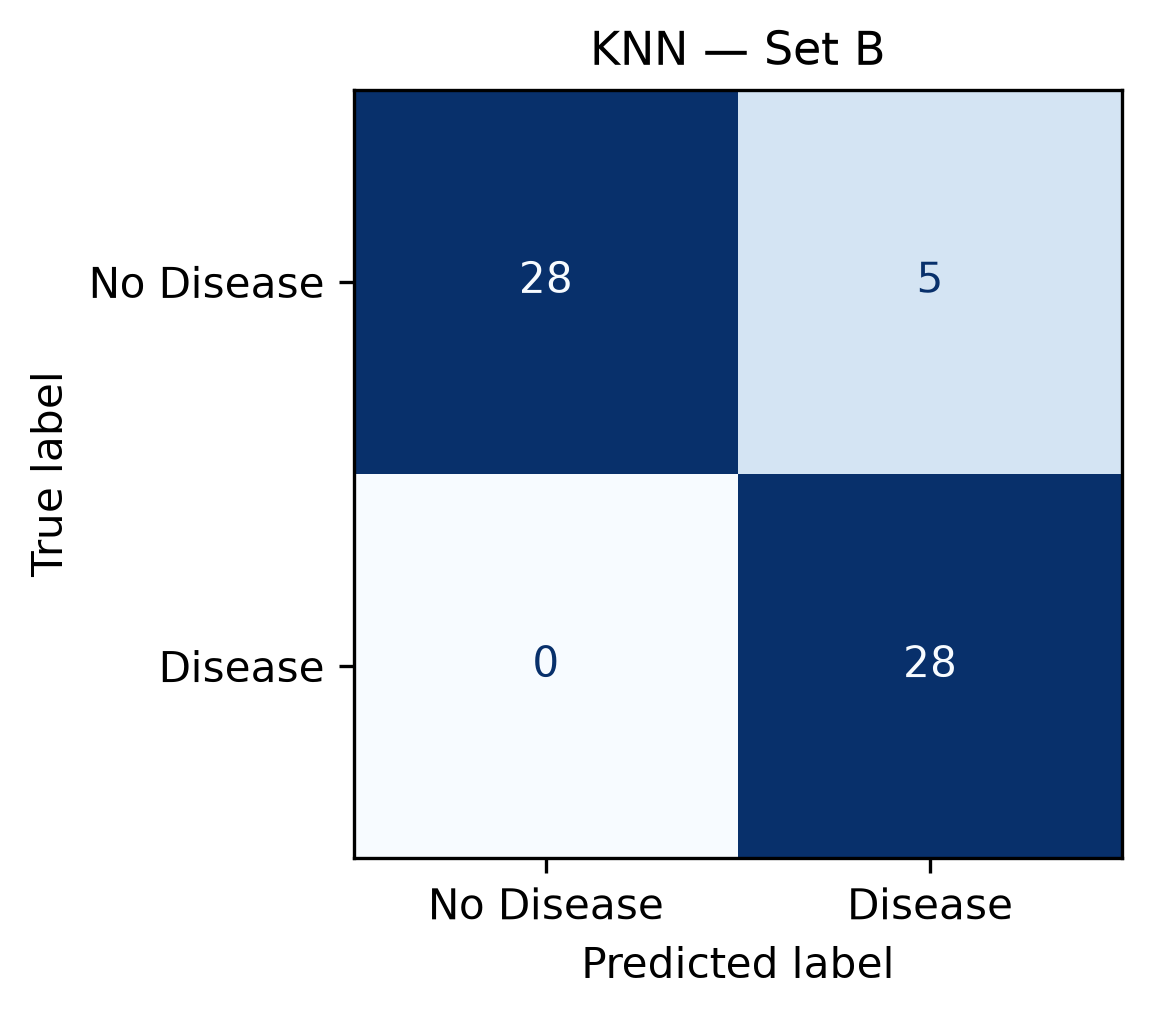 KNN — Set B
No Disease
28
5
True label
Disease
0
28
No Disease
Disease
Predicted label